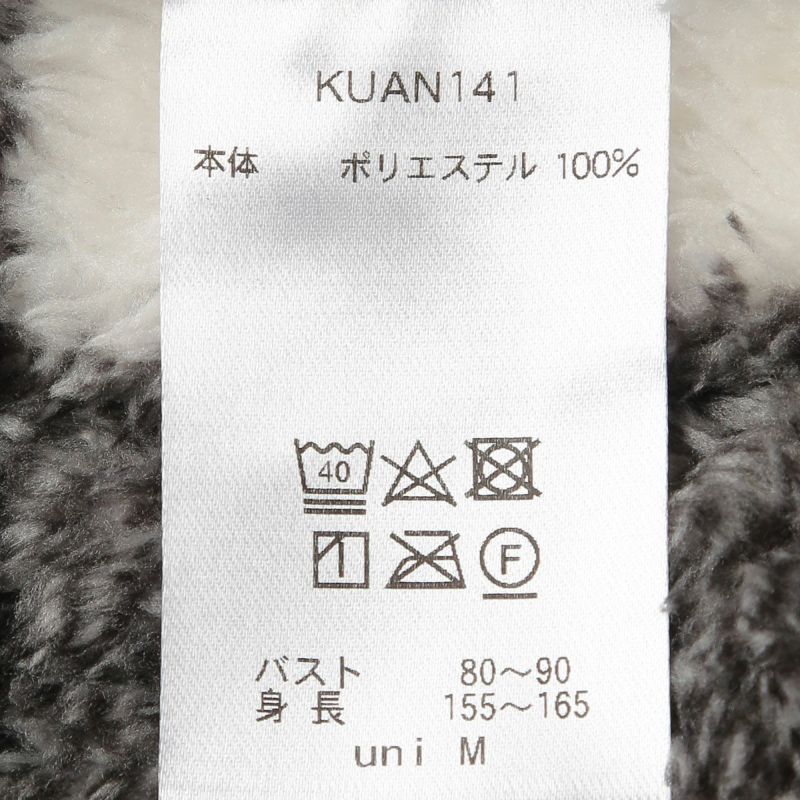 KUAN141
本体 ポリエステル 100%
40
F
バスト 80～90
身長 155～165
uni M